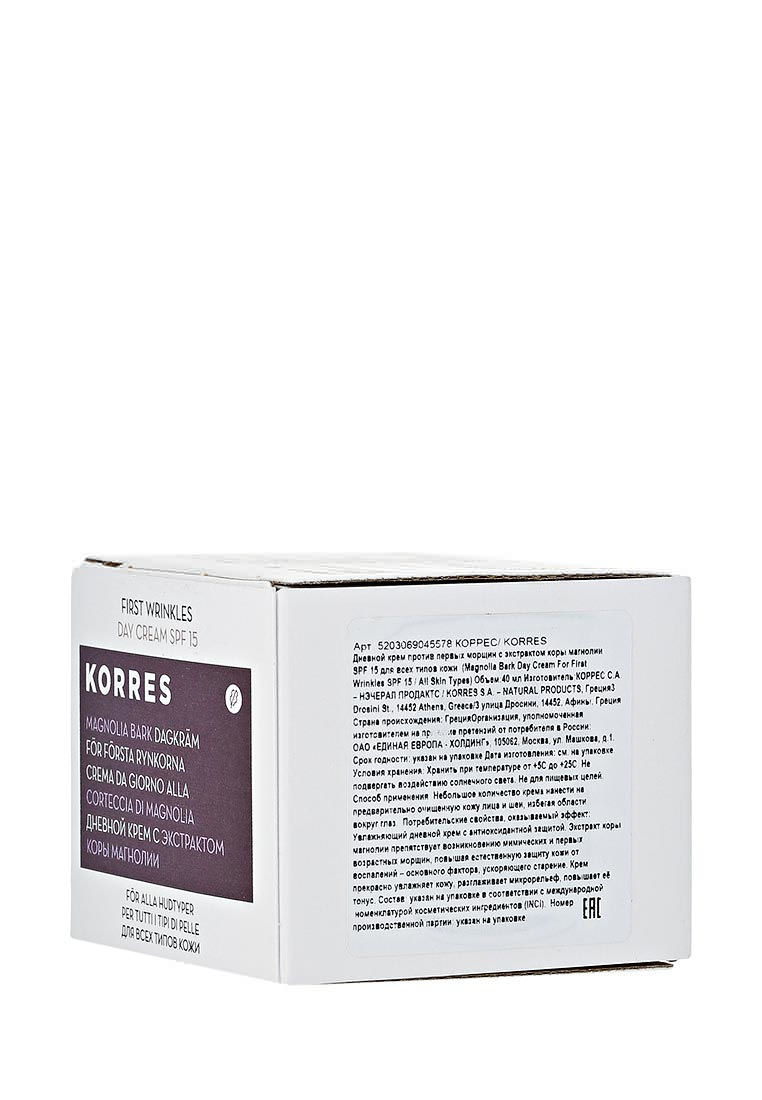 FIRST WRINKLES
DAY CREAM SPF 15
KORRES
MAGNOLIA BARK DAGKRÄM
FÖR FÖRSTA RYNKORNA
CREMA DA GIORNO ALLA
CORTECCIA DI MAGNOLIA
ДНЕВНОЙ КРЕМ С ЭКСТРАКТОМ
КОРЫ МАГНОЛИИ
FÖR ALLA HUDTYPER
PER TUTTI I TIPI DI PELLE
ДЛЯ ВСЕХ ТИПОВ КОЖИ
Арт 5203069045578 КОРРЕС/ KORRES
Дневной крем против первых морщин с экстрактом коры магнолии
SPF 15 для всех типов кожи (Magnolia Bark Day Cream For First
Wrinkles SPF 15 / All Skin Types) Объем:40 мл Изготовитель:КОРРЕС С.А.
– НЭЧЕРАЛ ПРОДАКТС / KORRES S.A. – NATURAL PRODUCTS, Греция3
Drosini St., 14452 Athens, Greece/3 улица Дросини, 14452, Афины, Греция
Страна происхождения: ГрецияОрганизация, уполномоченная
изготовителем на претензий от потребителя в России:
ОАО «ЕДИНАЯ ЕВРОПА - ХОЛДИНГ», 105062, Москва, ул. Машкова, д.1.
Срок годности: указан на упаковке Дата изготовления: см. на упаковке
Условия хранения: Хранить при температуре от +5С до +25С Не
подвергать воздействию солнечного света. Не для пищевых целей.
Способ применения Небольшое количество крема нанести на
предварительно очищенную кожу лица и шеи, избегая области
вокруг глаз. Потребительские свойства, оказываемый эффект:
Увлажняющий дневной крем с антиоксидантной защитой. Экстракт коры
магнолии препятствует возникновению мимических и первых
возрастных морщин, повышая естественную защиту кожи от
воспалений – основного фактора, ускоряющего старение. Крем
прекрасно увлажняет кожу, разглаживает микрорельеф, повышает её
тонус. Состав указан на упаковке в соответствии с международной
номенклатурой косметических ингредиентов (INCI). Номер
производственной партии указан на упаковке
EAC